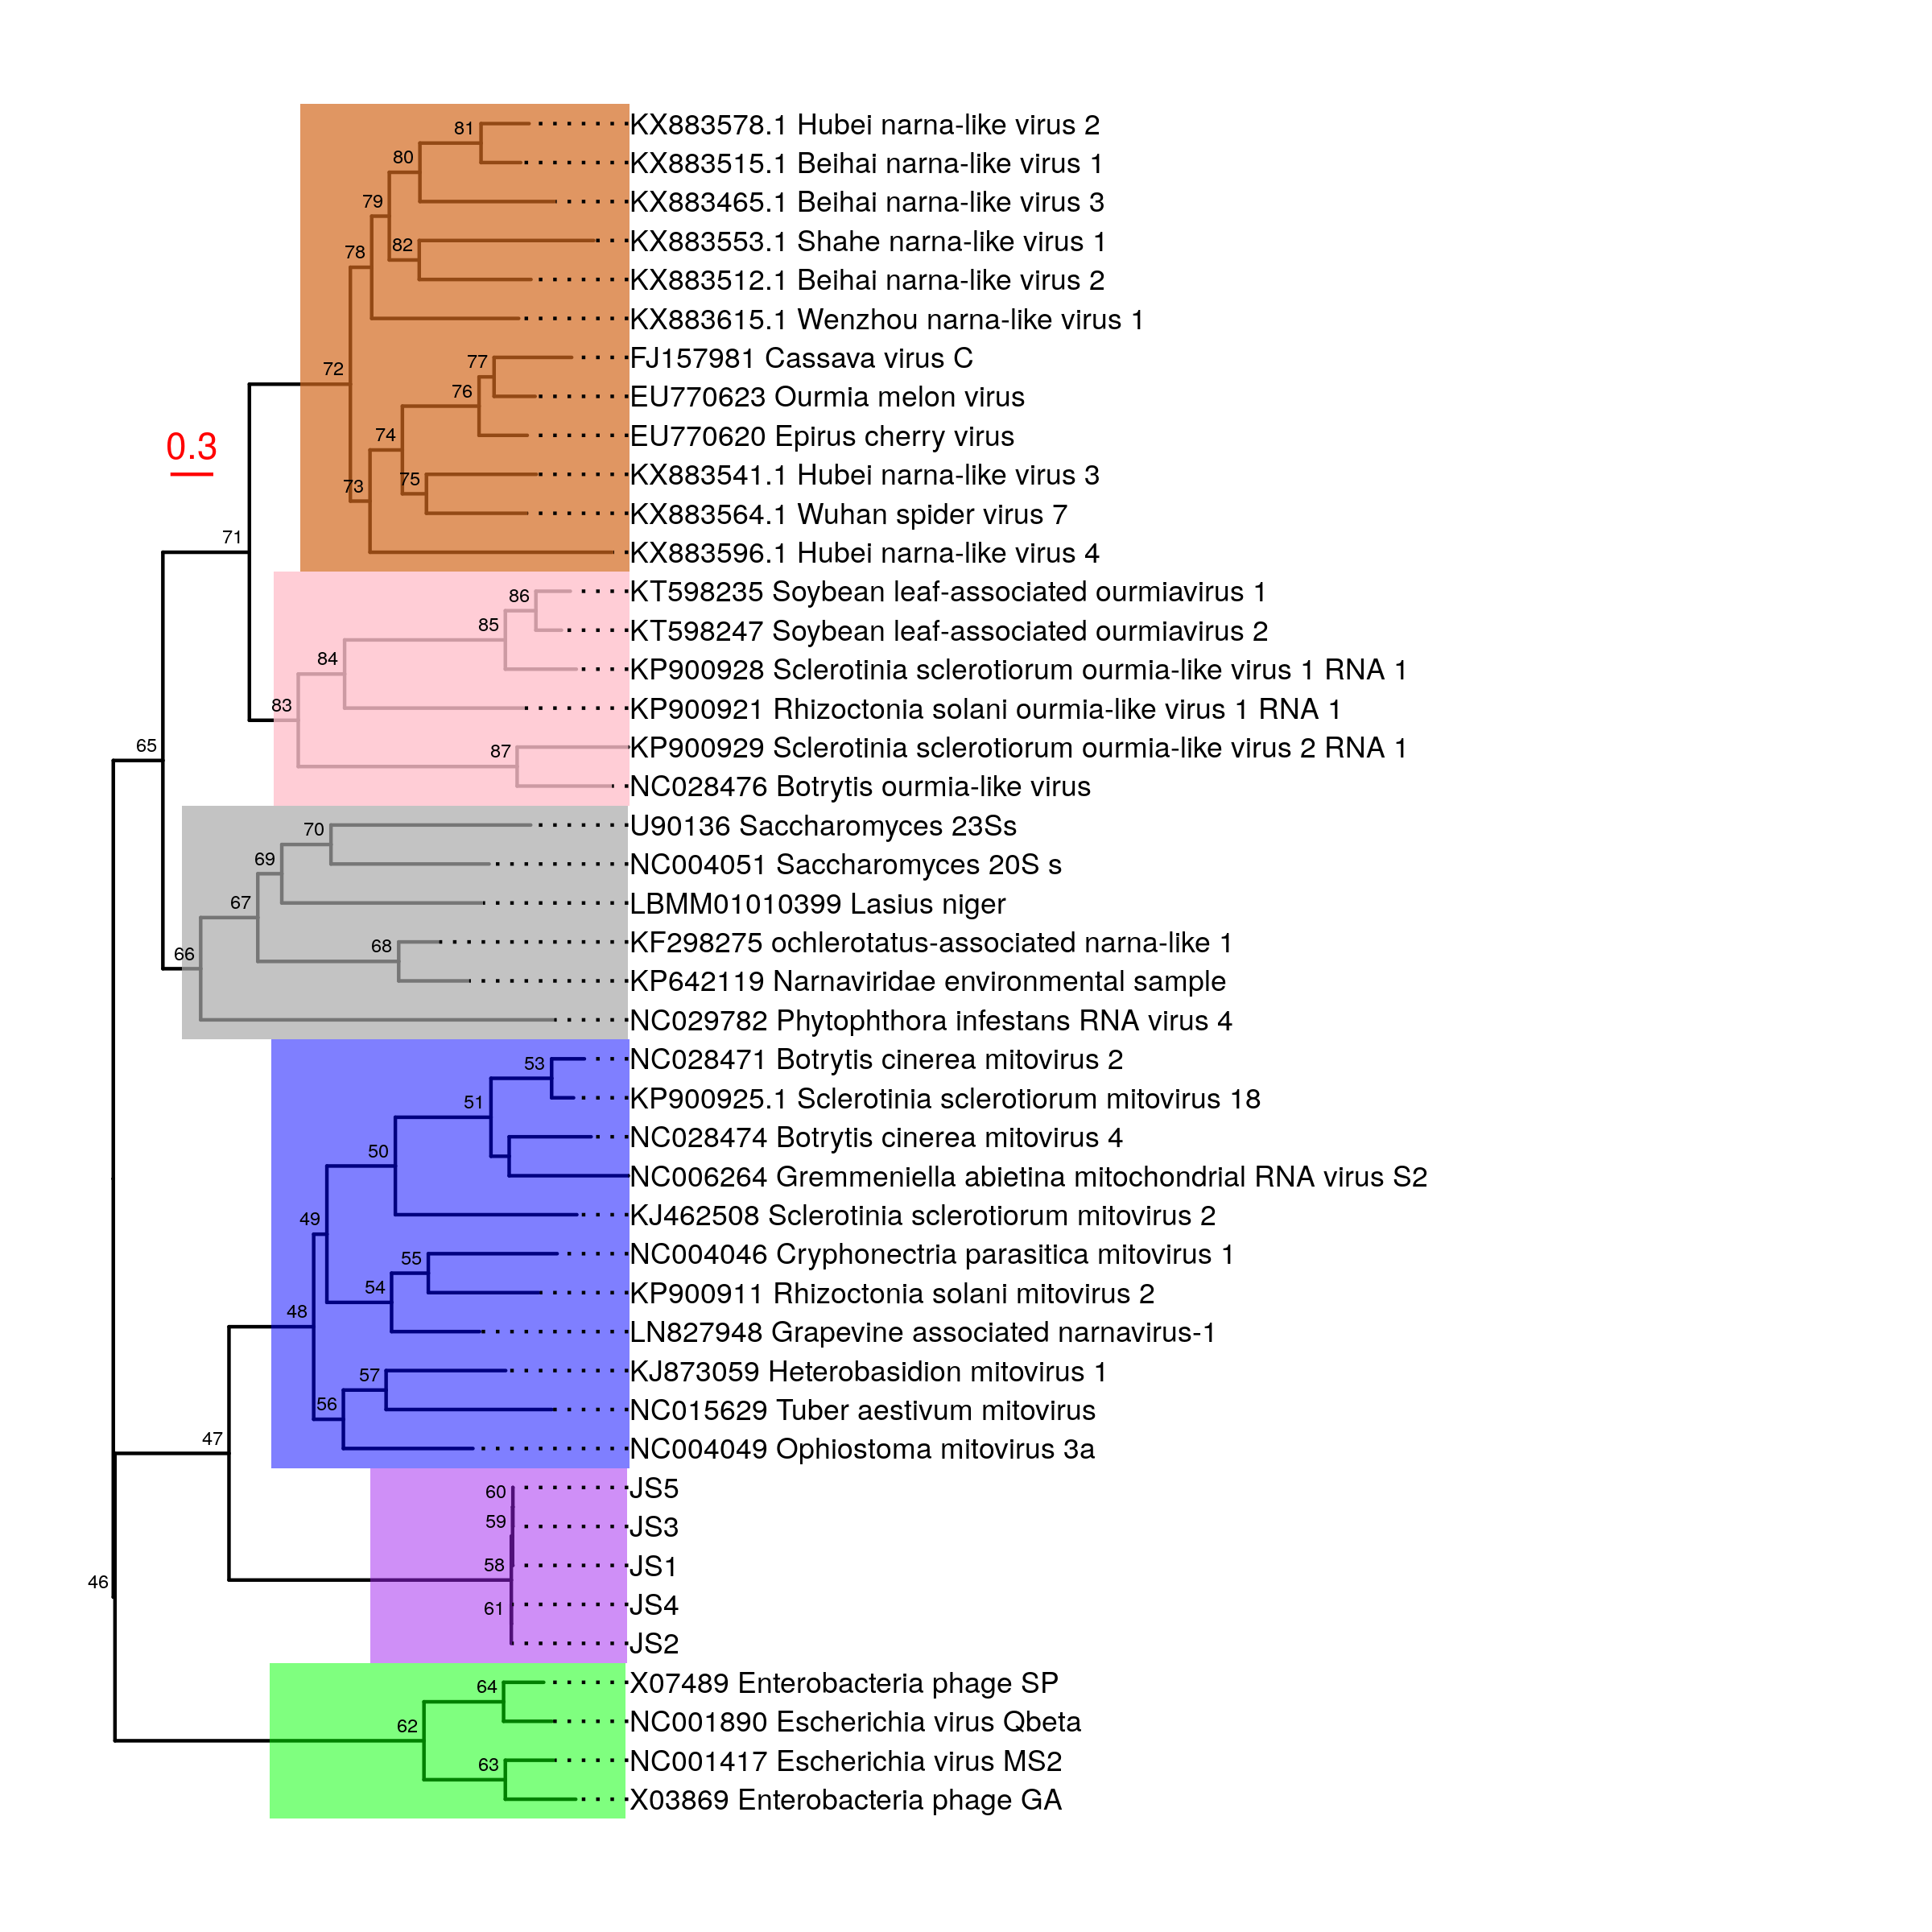 81 KX883578.1 Hubei narna-like virus 2
80 KX883515.1 Beihai narna-like virus 1
79 KX883465.1 Beihai narna-like virus 3
82 KX883553.1 Shahe narna-like virus 1
78 KX883512.1 Beihai narna-like virus 2
KX883615.1 Wenzhou narna-like virus 1
72 77 FJ157981 Cassava virus C
76 EU770623 Ourmia melon virus
74 EU770620 Epirus cherry virus
0.3
75 KX883541.1 Hubei narna-like virus 3
73 KX883564.1 Wuhan spider virus 7
71 KX883596.1 Hubei narna-like virus 4
86 KT598235 Soybean leaf-associated ourmiavirus 1
85 KT598247 Soybean leaf-associated ourmiavirus 2
84 KP900928 Sclerotinia sclerotiorum ourmia-like virus 1 RNA 1
83 KP900921 Rhizoctonia solani ourmia-like virus 1 RNA 1
65 87 KP900929 Sclerotinia sclerotiorum ourmia-like virus 2 RNA 1
NC028476 Botrytis ourmia-like virus
70 U90136 Saccharomyces 23Ss
69 NC004051 Saccharomyces 20S s
67 LBMM01010399 Lasius niger
66 68 KF298275 ochlerotatus-associated narna-like 1
KP642119 Narnaviridae environmental sample
NC029782 Phytophthora infestans RNA virus 4
53 NC028471 Botrytis cinerea mitovirus 2
51 KP900925.1 Sclerotinia sclerotiorum mitovirus 18
50 NC028474 Botrytis cinerea mitovirus 4
NC006264 Gremmeniella abietina mitochondrial RNA virus S2
49 KJ462508 Sclerotinia sclerotiorum mitovirus 2
55 NC004046 Cryphonectria parasitica mitovirus 1
54 KP900911 Rhizoctonia solani mitovirus 2
48 LN827948 Grapevine associated narnavirus-1
57 KJ873059 Heterobasidion mitovirus 1
56 NC015629 Tuber aestivum mitovirus
47 NC004049 Ophiostoma mitovirus 3a
60 JS5
59 JS3
58 JS1
46 61 JS4
JS2
64 X07489 Enterobacteria phage SP
62 NC001890 Escherichia virus Qbeta
63 NC001417 Escherichia virus MS2
X03869 Enterobacteria phage GA